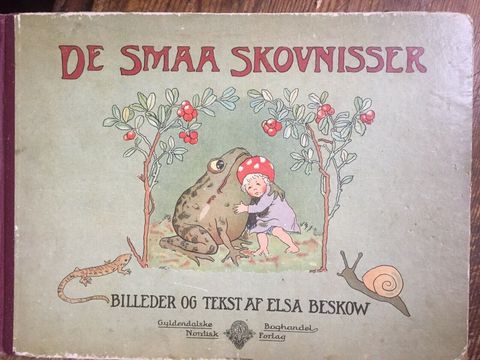 DE SMAA SKOVNISSER
BILLEDER OG TEKST AF ELSA BESKOW
Gyldendalske Boghandel
Nordisk Forlag